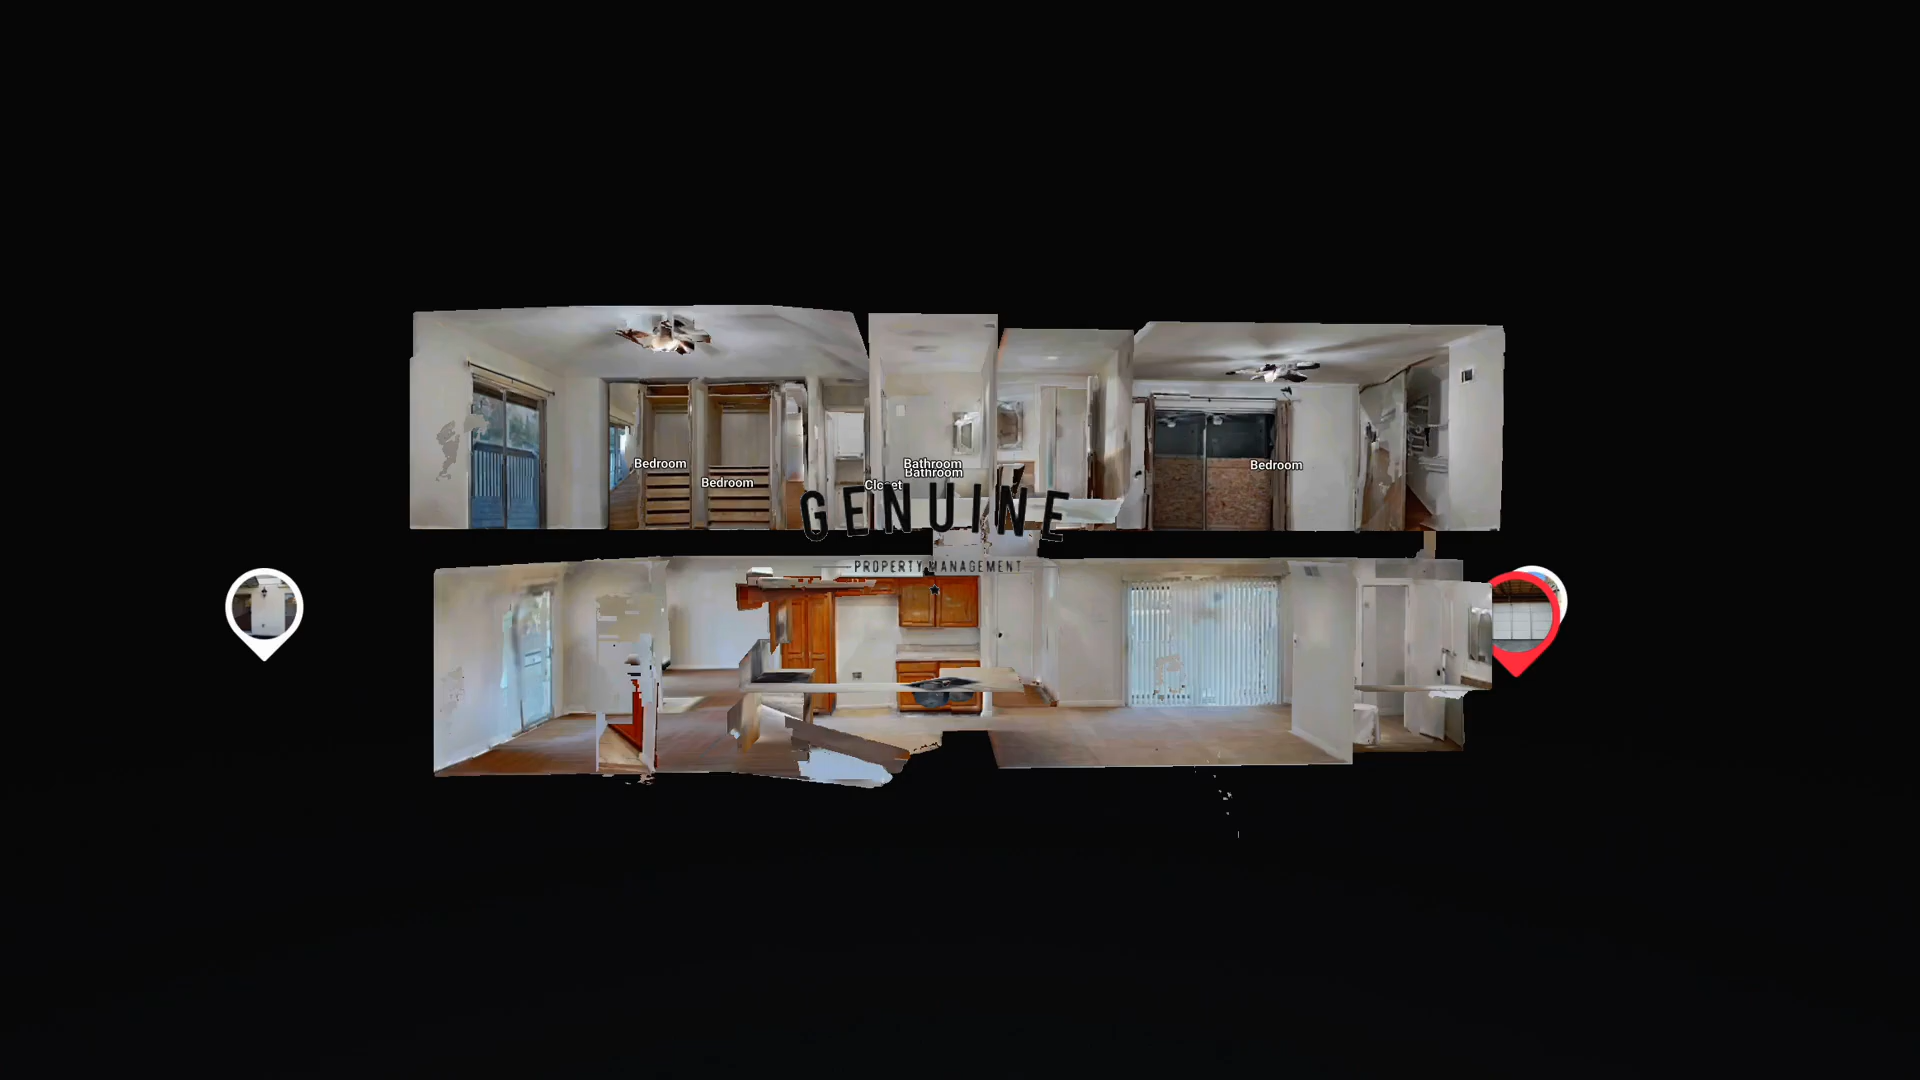 Bedroom
Bedroom
Closet
Bathroom
Bathroom
Bedroom
GENUINE
PROPERTY MANAGEMENT